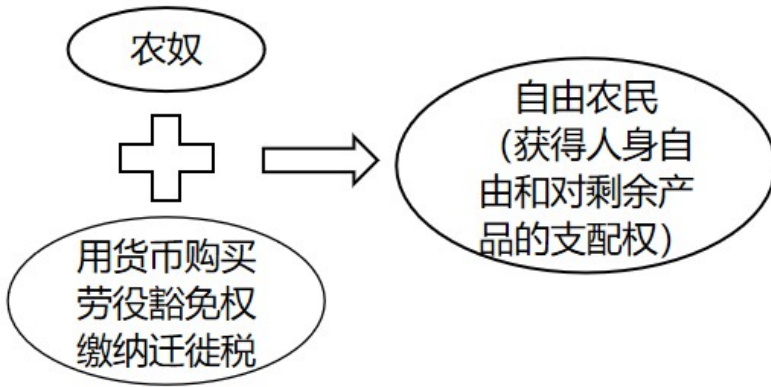 农奴
用货币购买
劳役豁免权
缴纳迁徙税
自由农民
（获得人身自
由和对剩余产
品的支配权）